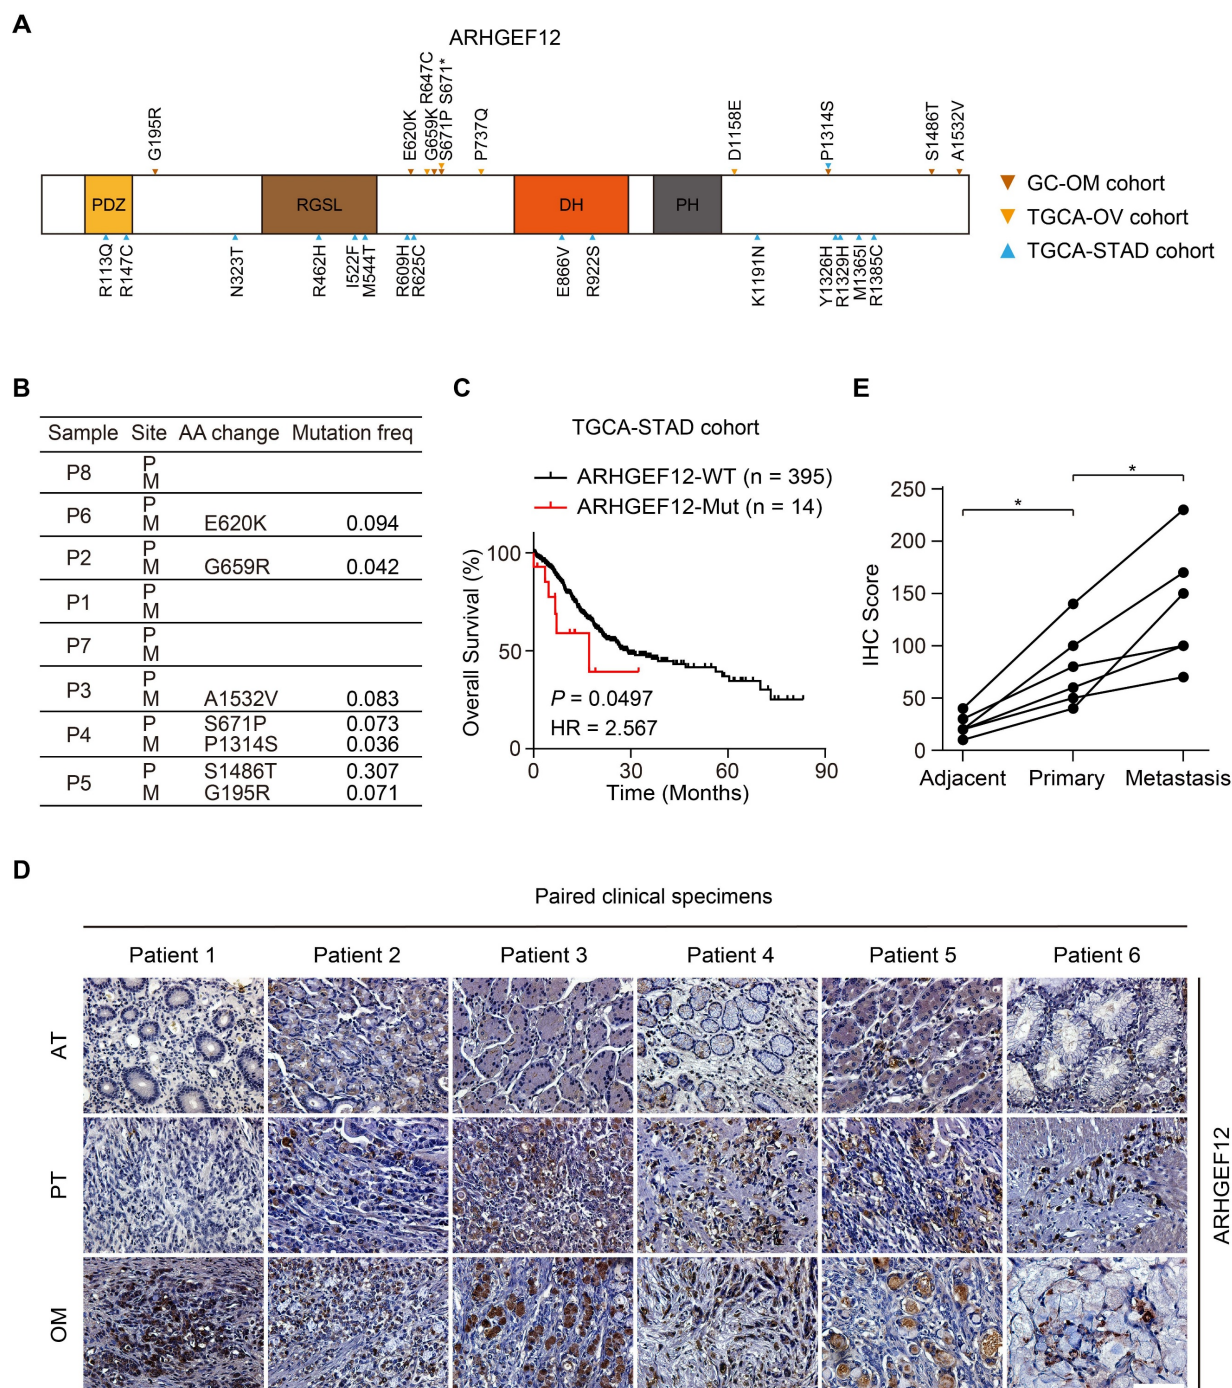 A
ARHGEF12
G195R
E620K
G659K R647C
S671P S671*
P737Q
D1158E
P1314S
S1486T
A1532V
PDZ
RGSL
DH
PH
R113Q
R147C
N323T
R462H
I522F
M544T
R609H
R625C
E866V
R922S
K1191N
Y1326H
R1329H
M1365I
R1385C
GC-OM cohort
TGCA-OV cohort
TGCA-STAD cohort
B
Sample Site AA change Mutation freq
P8 P
M
P6 P
M E620K 0.094
P2 P
M G659R 0.042
P1 P
M
P7 P
M
P3 P
M A1532V 0.083
P4 P S671P 0.073
M P1314S 0.036
P5 P S1486T 0.307
M G195R 0.071
C
TGCA-STAD cohort
ARHGEF12-WT (n = 395)
ARHGEF12-Mut (n = 14)
Overall Survival (%)
100
50
0
P = 0.0497
HR = 2.567
0 30 60 90
Time (Months)
E
IHC Score
250
200
150
100
50
0
* *
Adjacent Primary Metastasis
D
Paired clinical specimens
Patient 1 Patient 2 Patient 3 Patient 4 Patient 5 Patient 6
AT
PT
OM
ARHGEF12